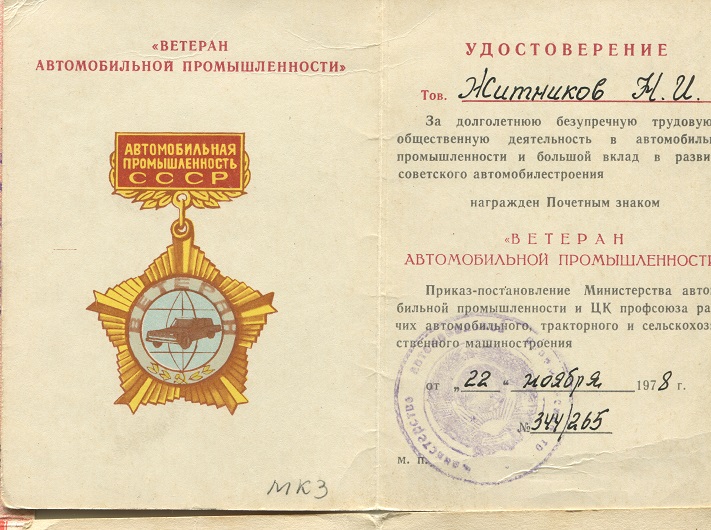 «ВЕТЕРАН
АВТОМОБИЛЬНОЙ ПРОМЫШЛЕННОСТИ»
АВТОМОБИЛЬНАЯ
ПРОМЫШЛЕННОСТЬ
СССР
ВЕТЕРАН
МКЗ
УДОСТОВЕРЕНИЕ
Тов. Житников Н. И.
За долголетнюю безупречную трудовую
общественную деятельность в автомобиль
промышленности и большой вклад в разви
советского автомобилестроения
награжден Почетным знаком
«ВЕТЕРАН
АВТОМОБИЛЬНОЙ ПРОМЫШЛЕННОСТИ
Приказ-постановление Министерства авто
бильной промышленности и ЦК профсоюза ра
чих автомобильного, тракторного и сельскохоз
ственного машиностроения
от „22" ноября 1978 г.
№ 344/265
М. П.